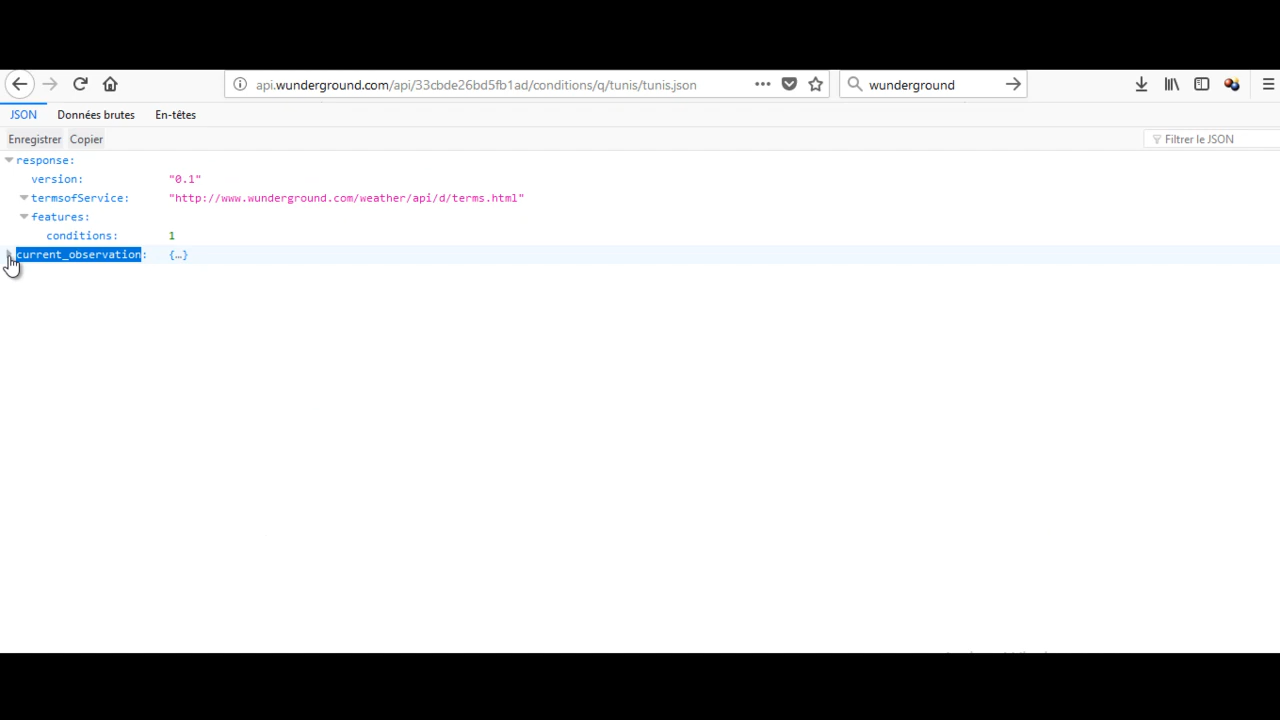 api.wunderground.com/api/33cbde26bd5fb1ad/conditions/q/tunis/tunis.json
wunderground
JSON Données brutes En-têtes
Enregistrer Copier Filtrer le JSON
response:
version: "0.1"
termsofService: "http://www.wunderground.com/weather/api/d/terms.html"
features:
conditions: 1
current_observation: {…}